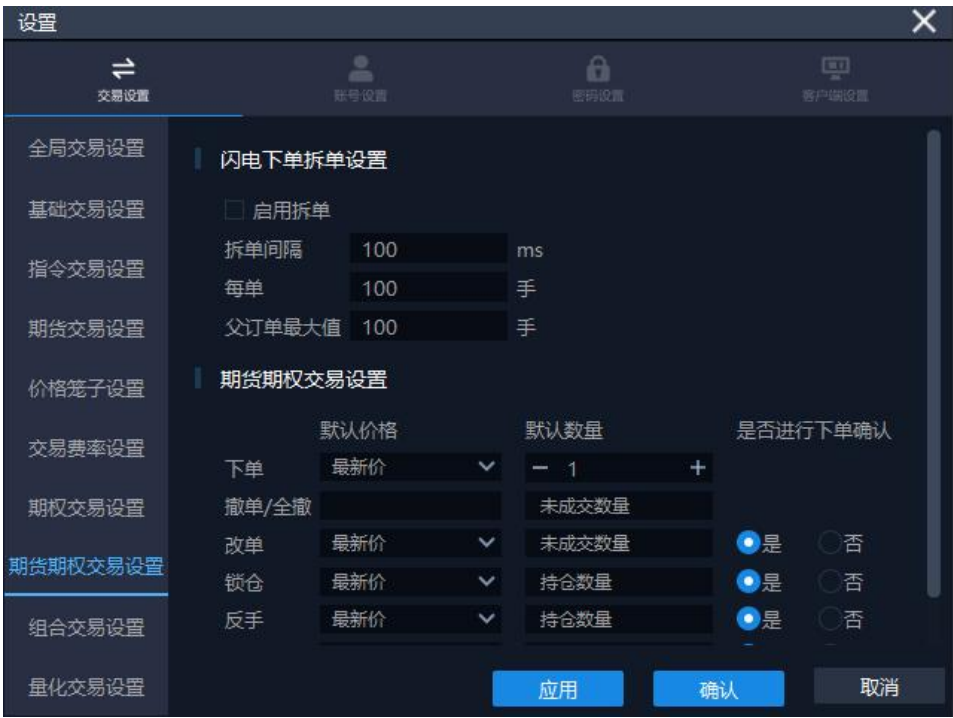 设置
交易设置 账号设置 密码设置 客户端设置
全局交易设置
基础交易设置
指令交易设置
期货交易设置
价格笼子设置
交易费率设置
期权交易设置
期货期权交易设置
组合交易设置
量化交易设置
闪电下单拆单设置
启用拆单
拆单间隔 100 ms
每单 100 手
父订单最大值 100 手
期货期权交易设置
默认价格 默认数量 是否进行下单确认
下单 最新价 − 1 +
撤单/全撤 未成交数量
改单 最新价 未成交数量 是 否
锁仓 最新价 持仓数量 是 否
反手 最新价 持仓数量 是 否
应用 确认 取消